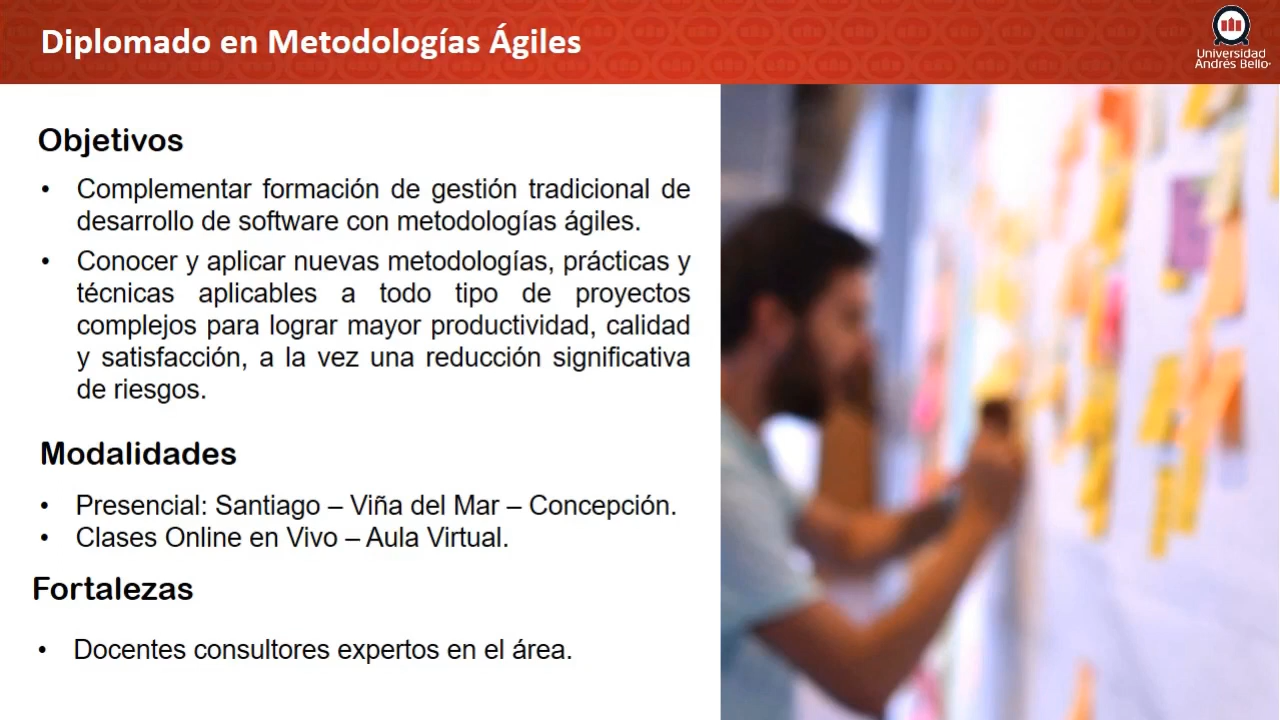 Diplomado en Metodologías Ágiles
Universidad
Andrés Bello
Objetivos
• Complementar formación de gestión tradicional de
desarrollo de software con metodologías ágiles.
• Conocer y aplicar nuevas metodologías, prácticas y
técnicas aplicables a todo tipo de proyectos
complejos para lograr mayor productividad, calidad
y satisfacción, a la vez una reducción significativa
de riesgos.
Modalidades
• Presencial: Santiago – Viña del Mar – Concepción.
• Clases Online en Vivo – Aula Virtual.
Fortalezas
• Docentes consultores expertos en el área.